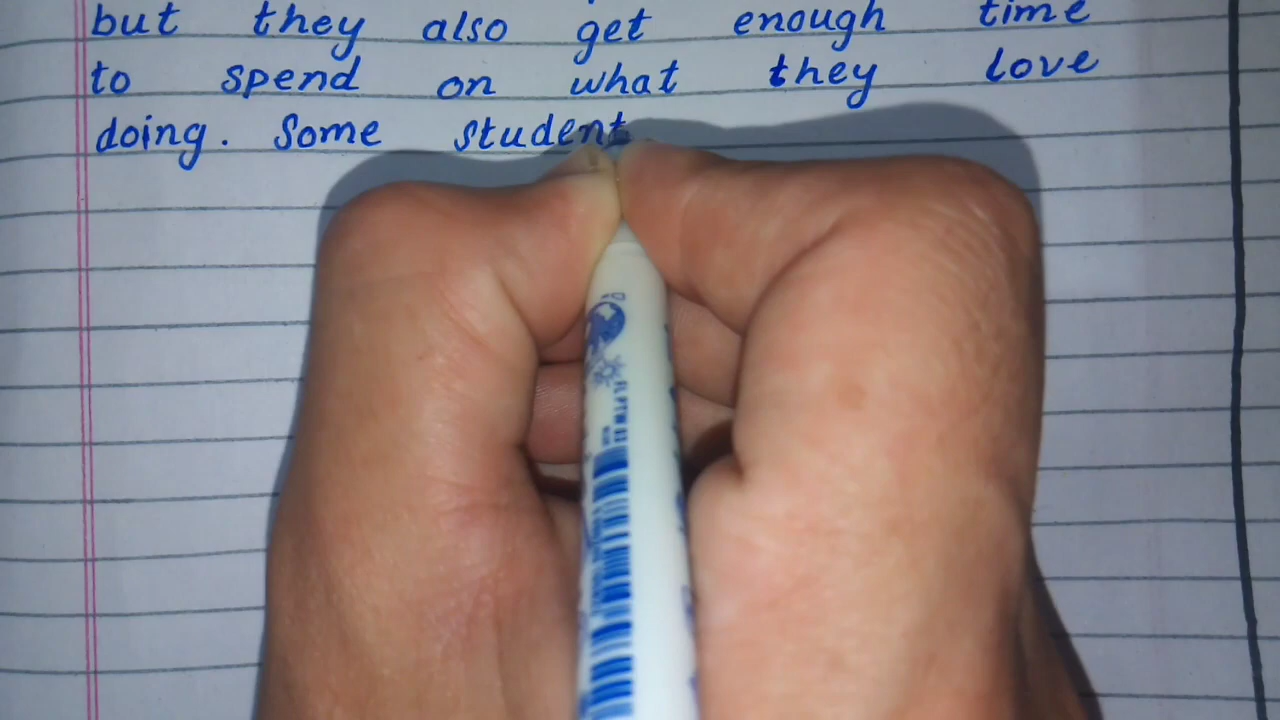 but they also get enough time
to spend on what they love
doing. Some student